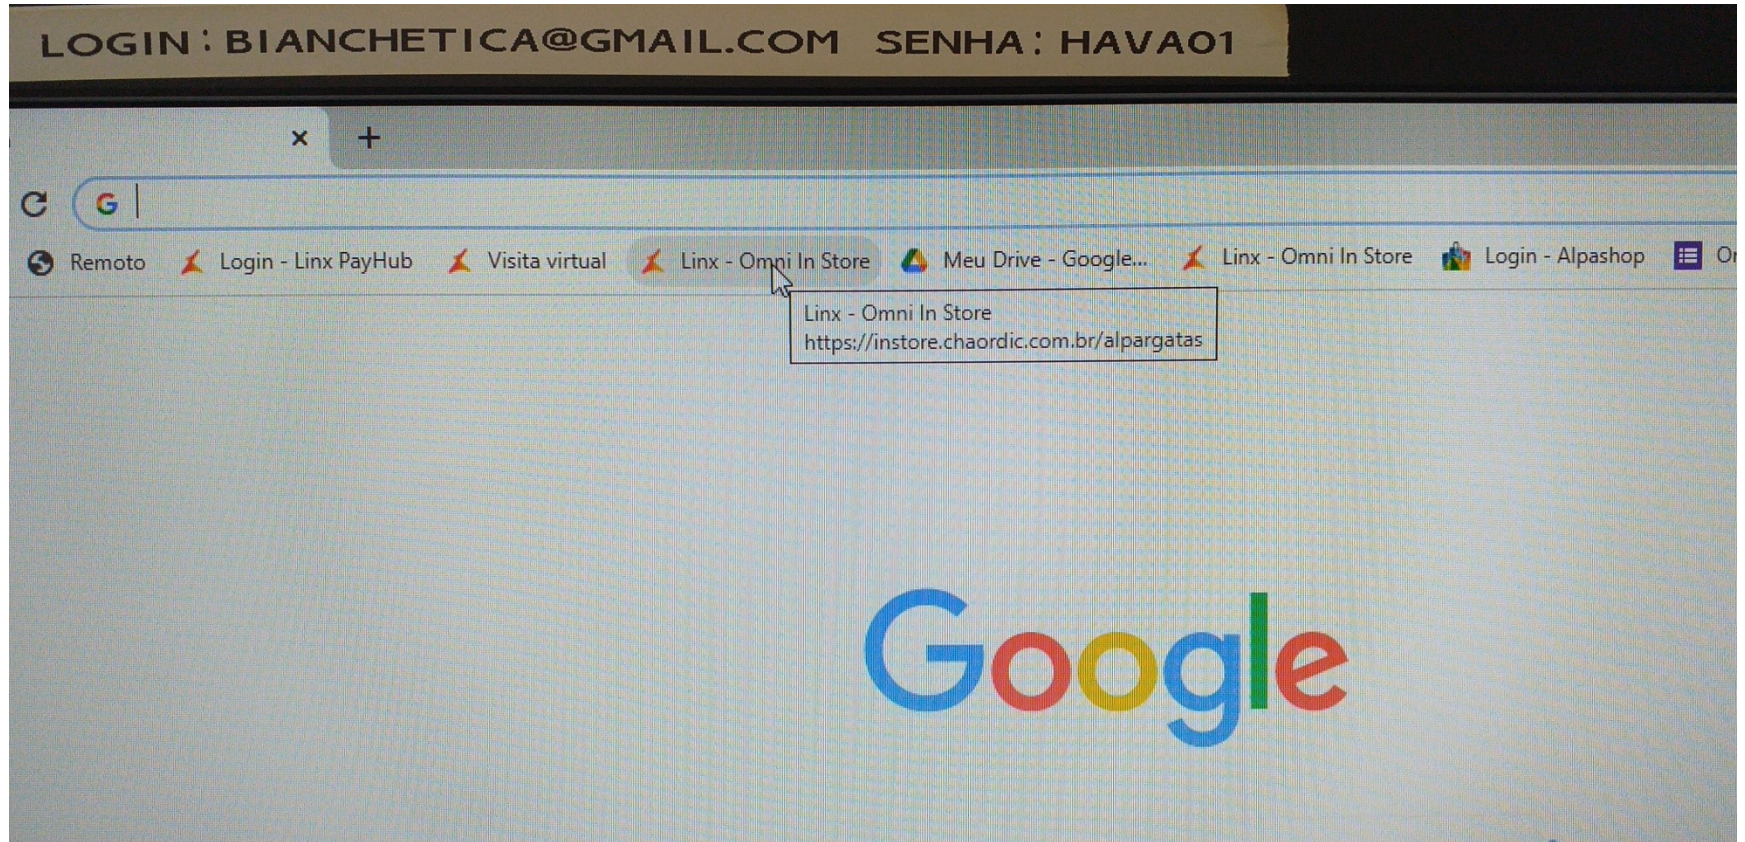 LOGIN: BIANCHETICA@GMAIL.COM SENHA: HAVA01
Remoto Login - Linx PayHub Visita virtual Linx - Omni In Store Meu Drive - Google... Linx - Omni In Store Login - Alpashop
Linx - Omni In Store
https://instore.chaordic.com.br/alpargatas
Google